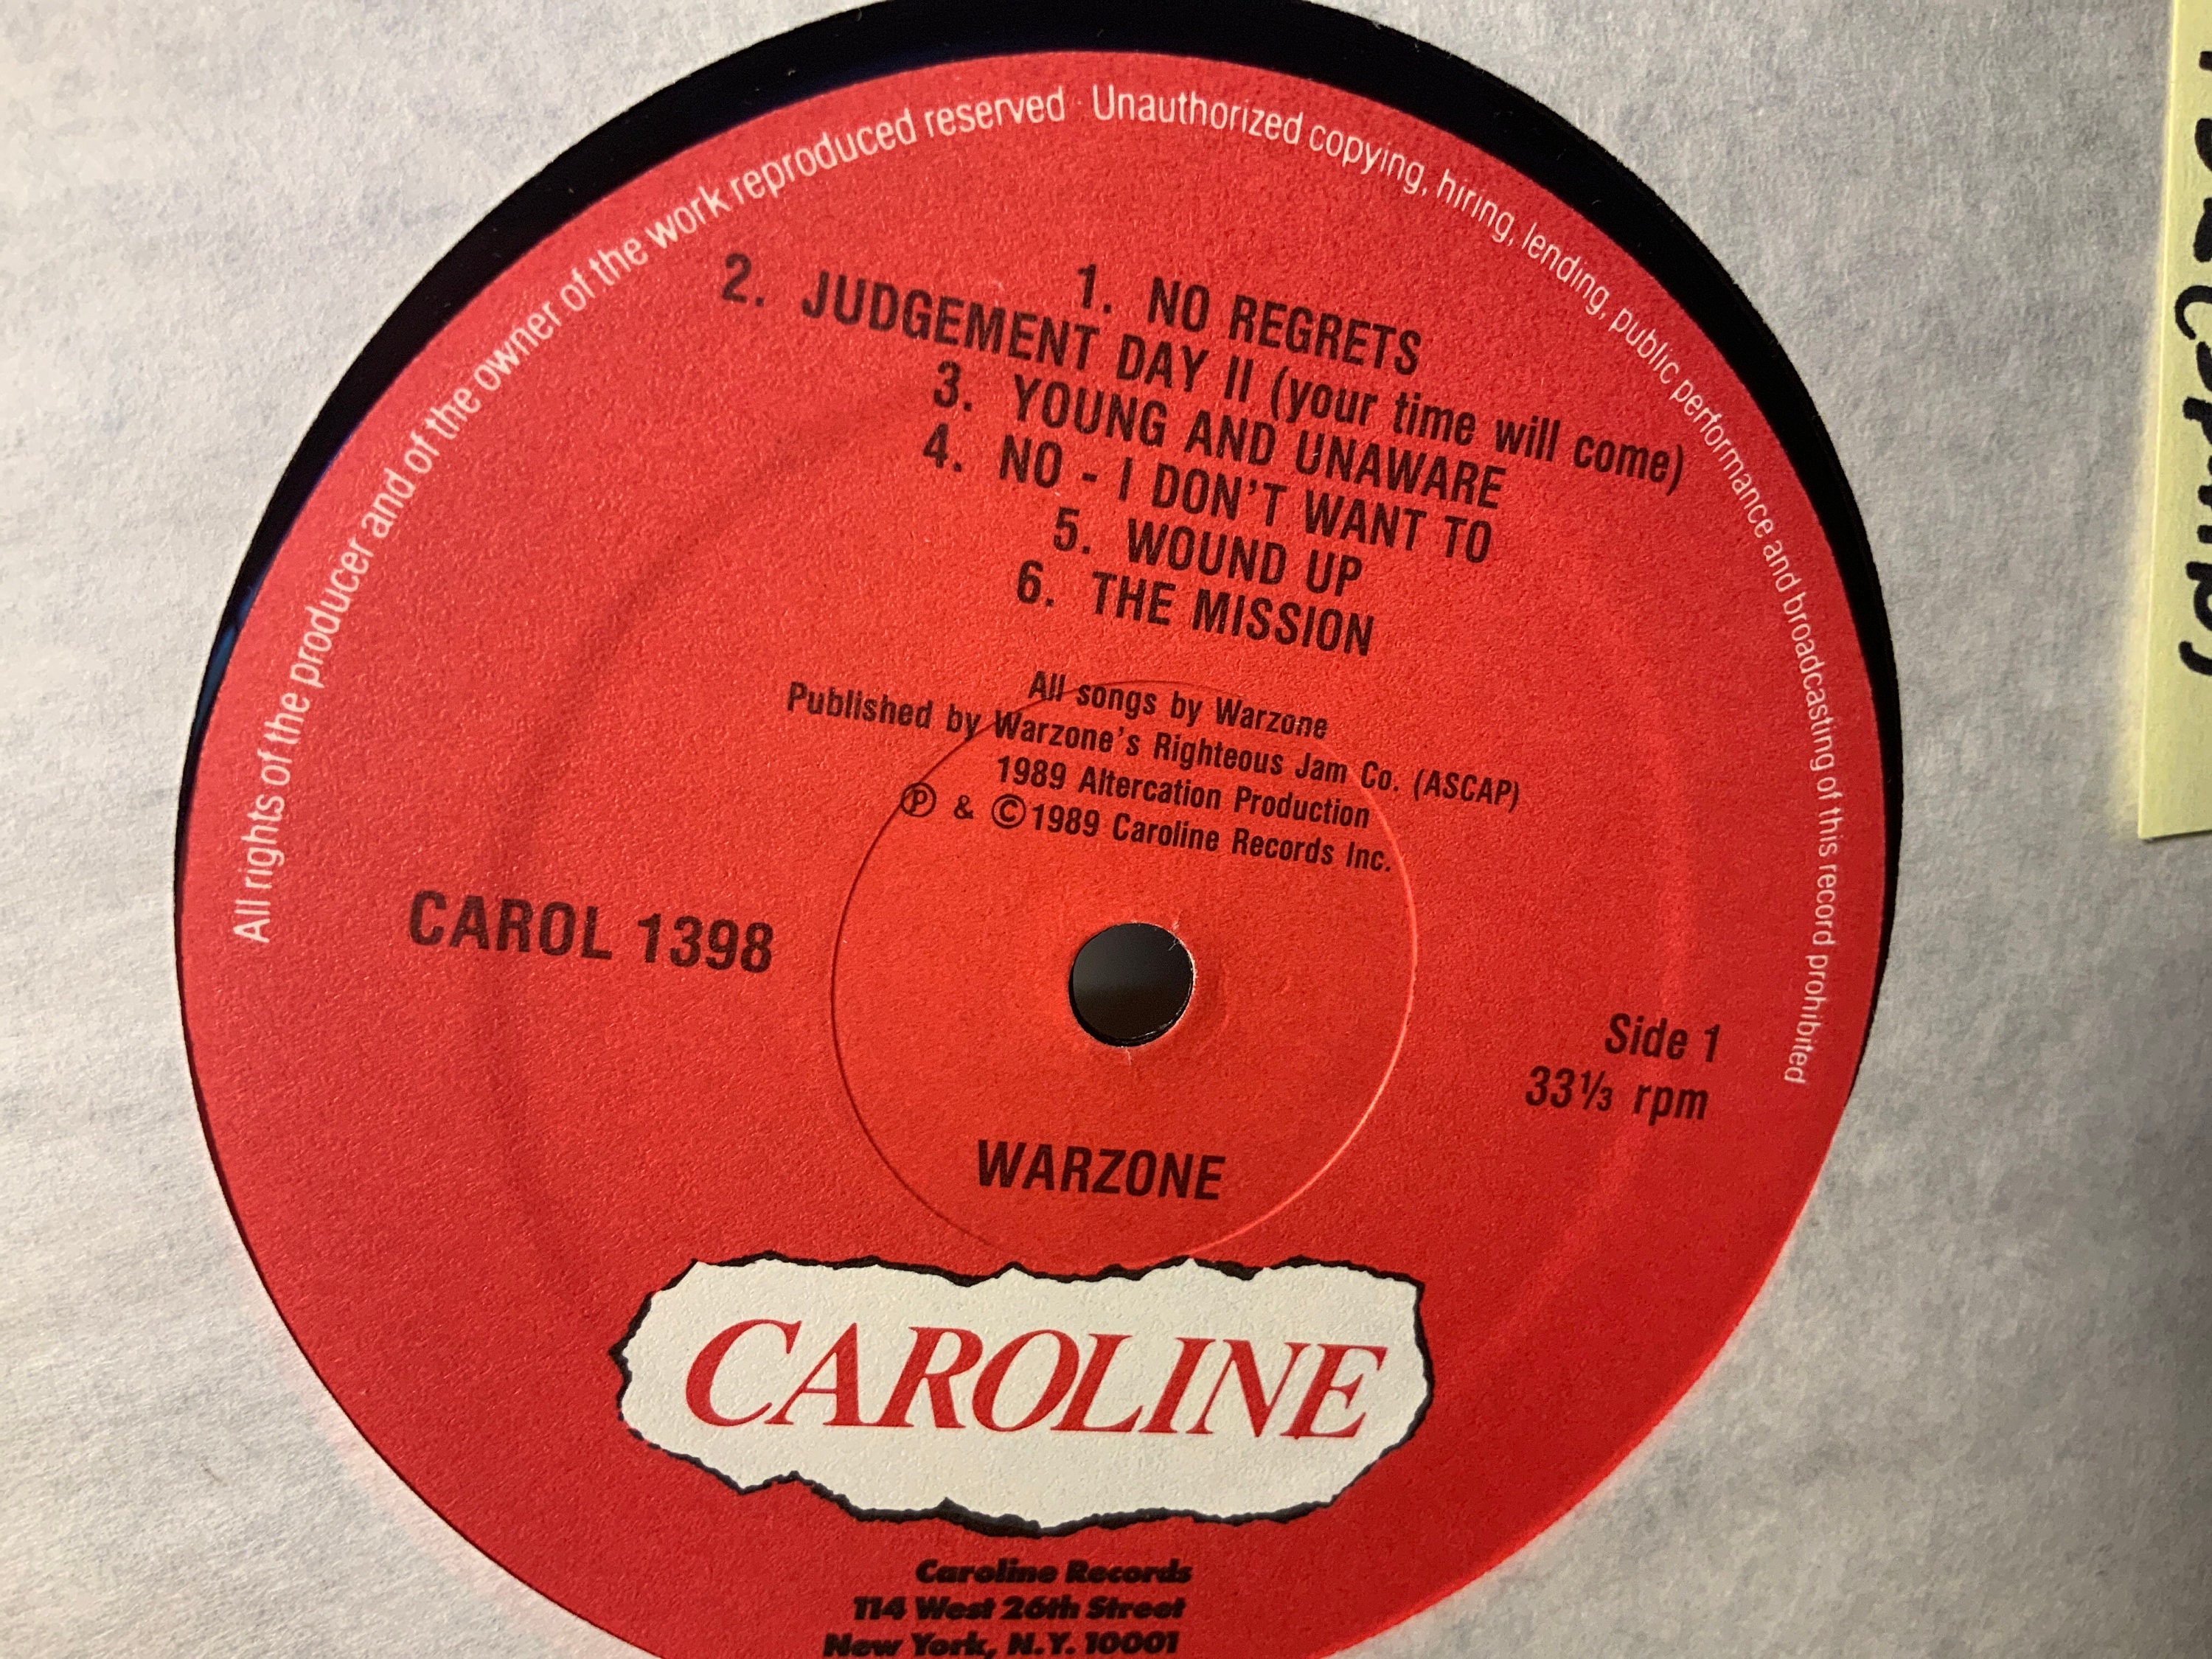 All rights of the producer and of the owner of the work reproduced reserved · Unauthorized copying, hiring, lending, public performance and broadcasting of this record prohibited
1. NO REGRETS
2. JUDGEMENT DAY II (your time will come)
3. YOUNG AND UNAWARE
4. NO - I DON'T WANT TO
5. WOUND UP
6. THE MISSION
All songs by Warzone
Published by Warzone's Righteous Jam Co. (ASCAP)
1989 Altercation Production
℗ & ©1989 Caroline Records Inc.
CAROL 1398
Side 1
33⅓ rpm
WARZONE
CAROLINE
Caroline Records
114 West 26th Street
New York, N.Y. 10001